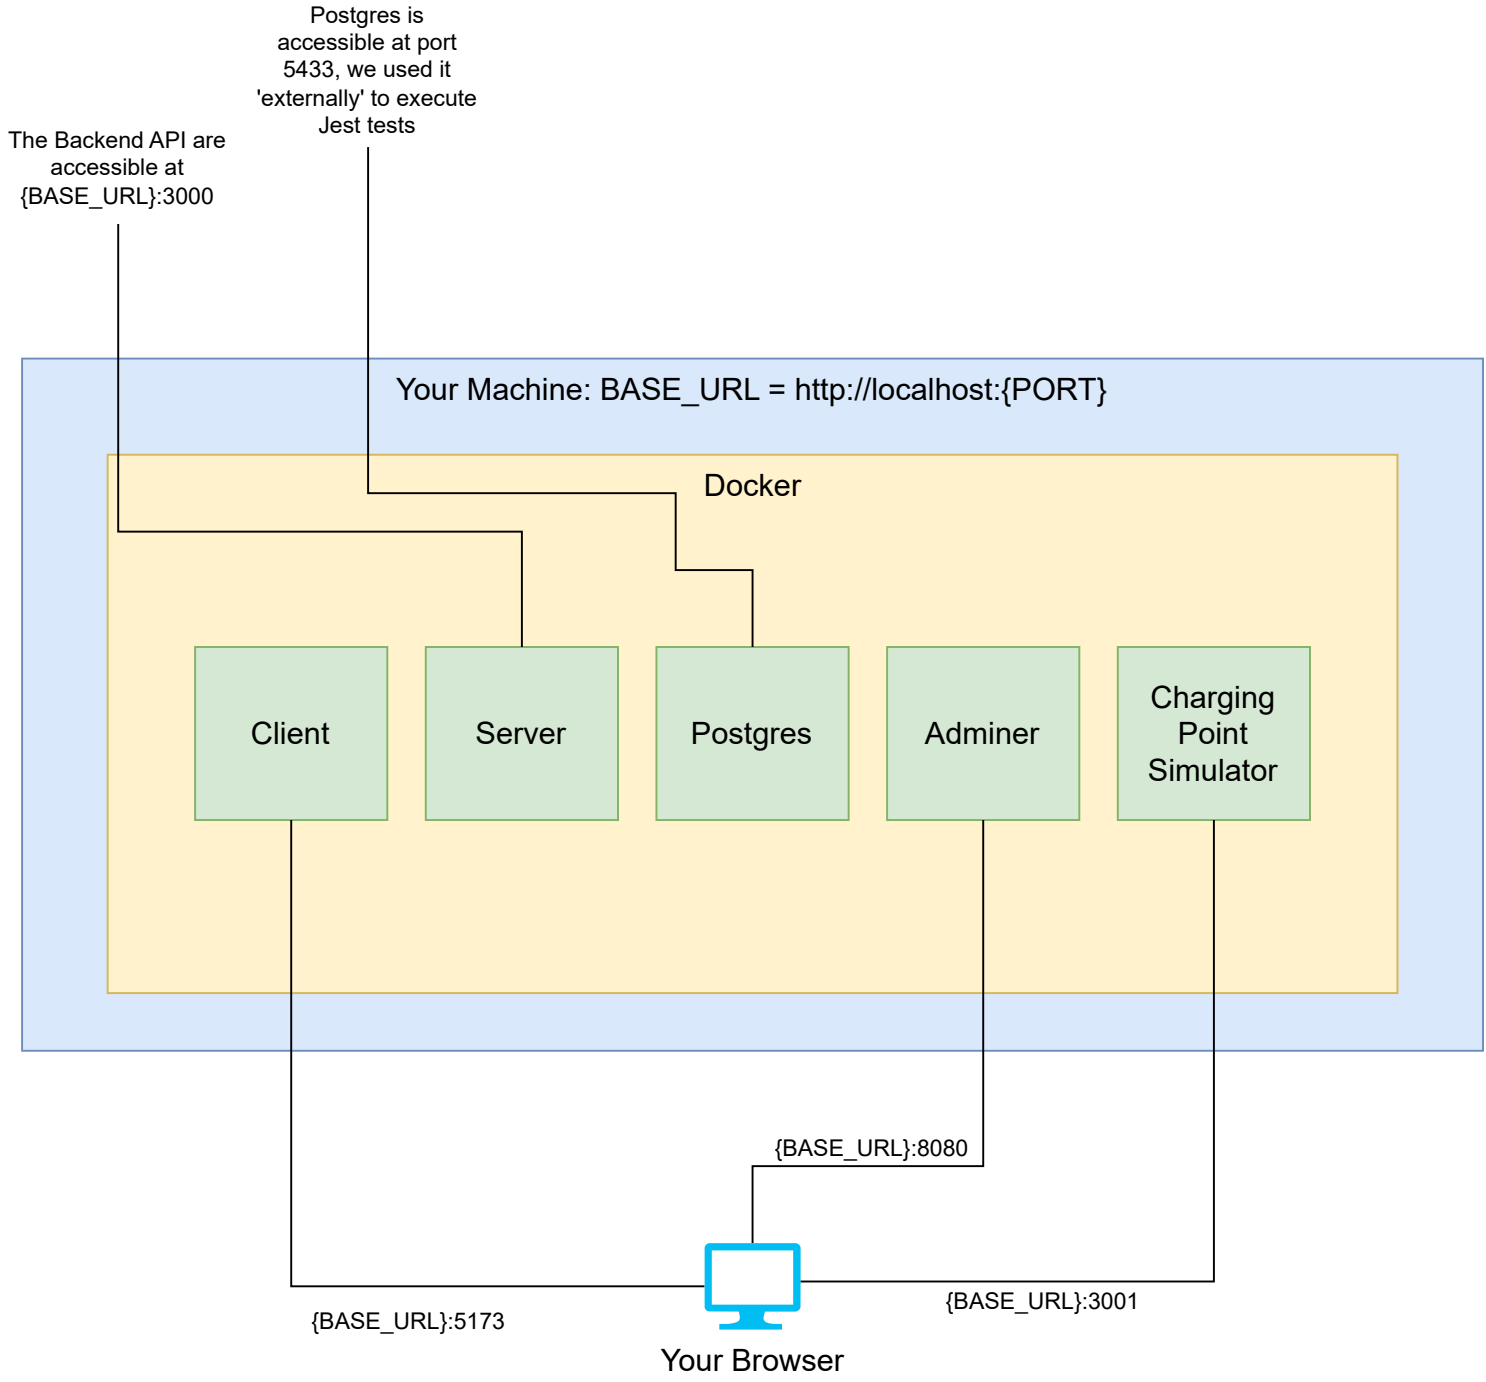 Postgres is
accessible at port
5433, we used it
'externally' to execute
Jest tests
The Backend API are
accessible at
{BASE_URL}:3000
Your Machine: BASE_URL = http://localhost:{PORT}
Docker
Client
Server
Postgres
Adminer
Charging
Point
Simulator
{BASE_URL}:8080
{BASE_URL}:3001
{BASE_URL}:5173
Your Browser